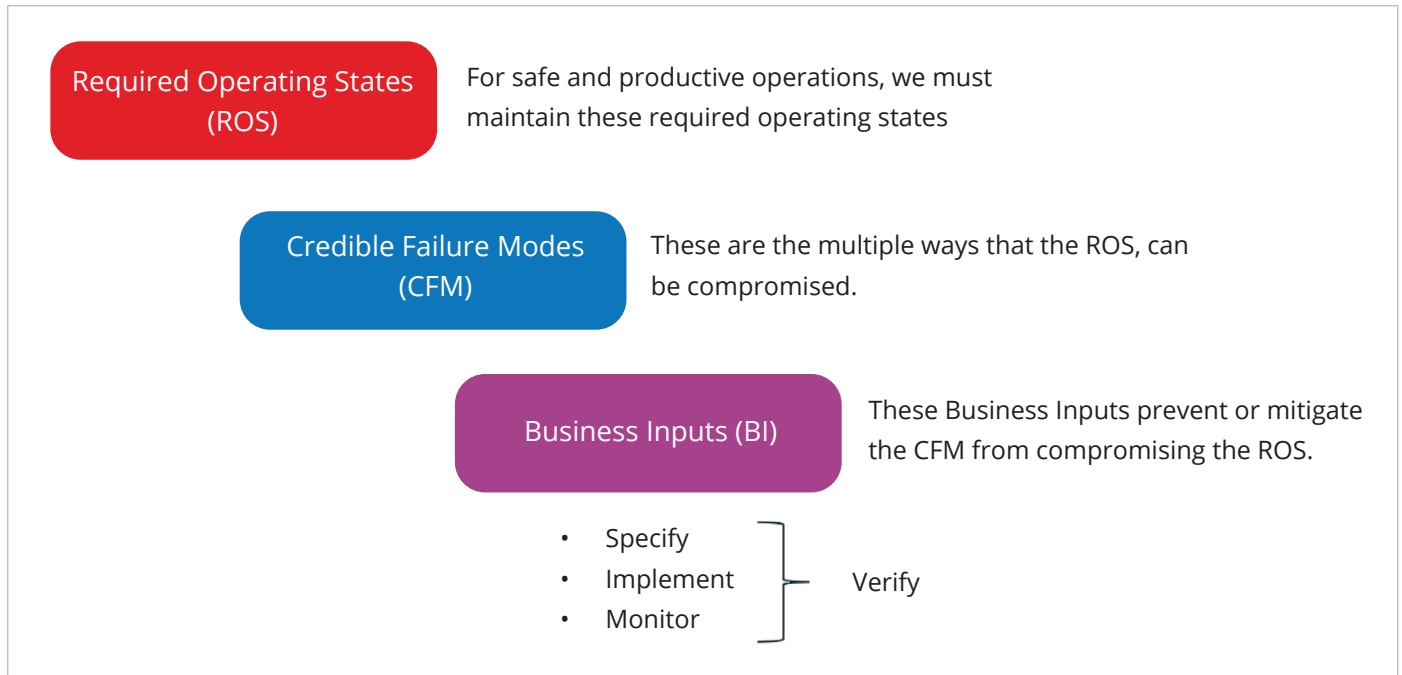 Required Operating States
(ROS)
For safe and productive operations, we must
maintain these required operating states
Credible Failure Modes
(CFM)
These are the multiple ways that the ROS, can
be compromised.
Business Inputs (BI)
These Business Inputs prevent or mitigate
the CFM from compromising the ROS.
• Specify
• Implement
• Monitor
Verify